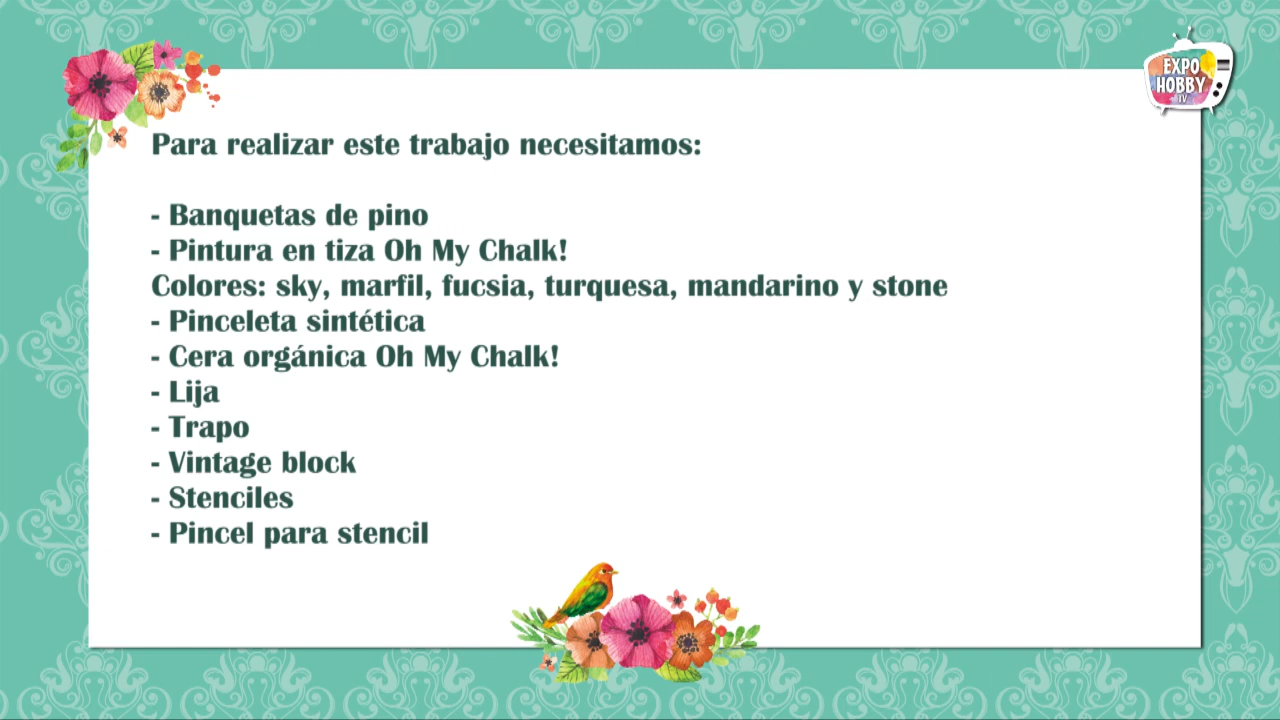 EXPO
HOBBY
TV
Para realizar este trabajo necesitamos:
- Banquetas de pino
- Pintura en tiza Oh My Chalk!
Colores: sky, marfil, fucsia, turquesa, mandarino y stone
- Pinceleta sintética
- Cera orgánica Oh My Chalk!
- Lija
- Trapo
- Vintage block
- Stenciles
- Pincel para stencil